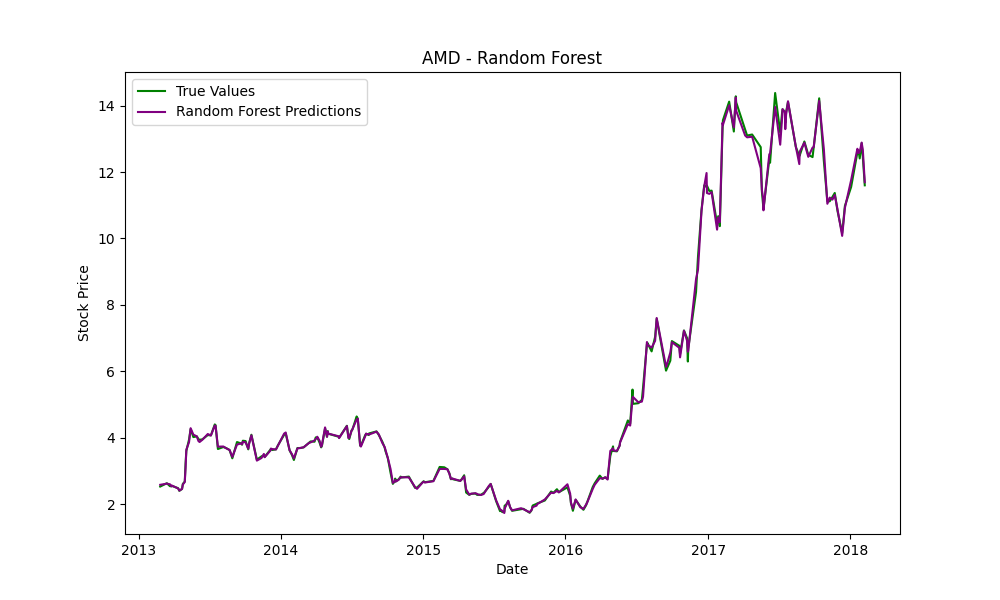 AMD - Random Forest
True Values
Random Forest Predictions
14
12
10
8
6
4
2
Stock Price
2013 2014 2015 2016 2017 2018
Date